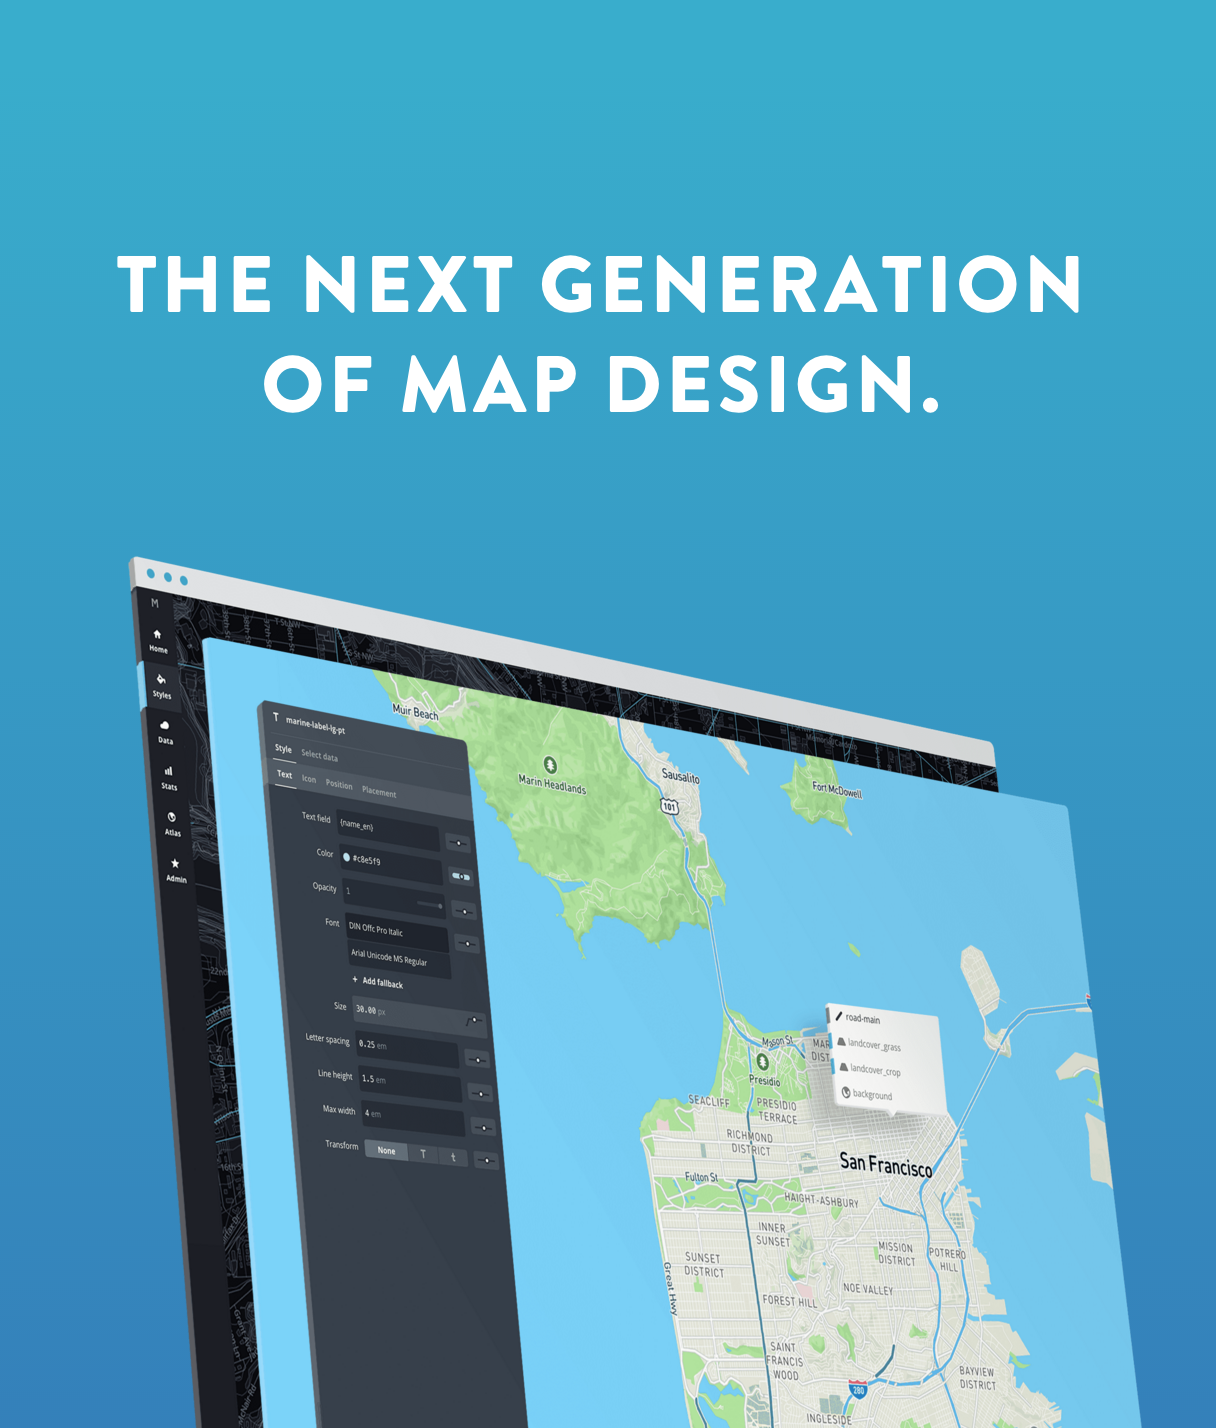 THE NEXT GENERATION
OF MAP DESIGN.
M
Home
Styles
Data
Stats
Atlas
Admin
T marine-label-lg-pt
Style Select data
Text Icon Position Placement
Text field {name_en}
Color #c8e5f9
Opacity 1
Font DIN Offc Pro Italic
Arial Unicode MS Regular
+ Add fallback
Size 30.00 px
Letter spacing 0.25 em
Line height 1.5 em
Max width 4 em
Transform None T t
Muir Beach
Marin Headlands
Sausalito
101
Fort McDowell
road-main
landcover_grass
landcover_crop
background
Mason St
Presidio
SEACLIFF
PRESIDIO
TERRACE
RICHMOND
DISTRICT
San Francisco
Fulton St
HAIGHT-ASHBURY
INNER
SUNSET
SUNSET
DISTRICT
MISSION
DISTRICT
POTRERO
HILL
Great Hwy
NOE VALLEY
FOREST HILL
SAINT
FRANCIS
WOOD
280
BAYVIEW
DISTRICT
INGLESIDE